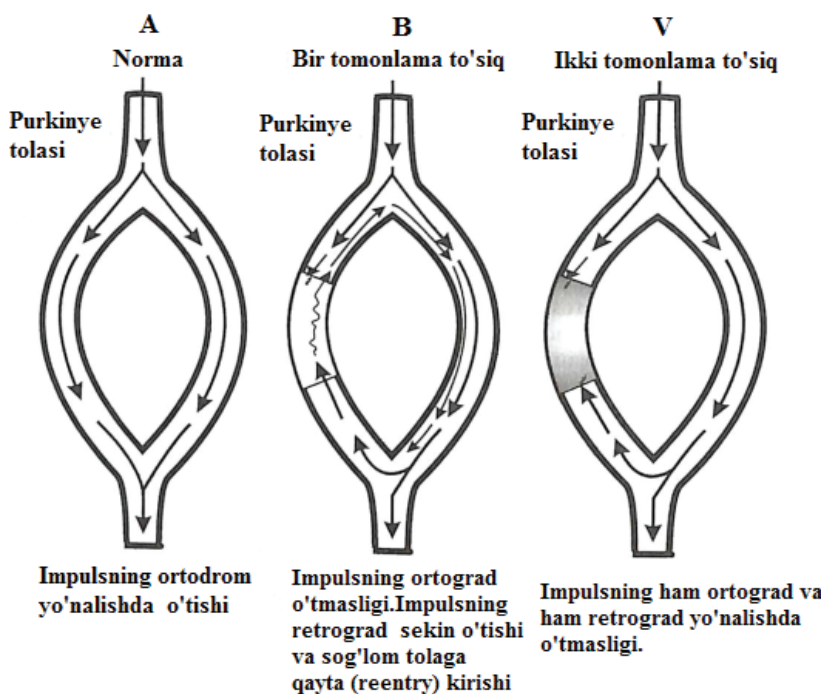 A
Norma
Purkinye
tolasi
Impulsning ortodrom
yo'nalishda o'tishi
B
Bir tomonlama to'siq
Purkinye
tolasi
Impulsning ortograd
o'tmasligi.Impulsning
retrograd sekin o'tishi
va sog'lom tolaga
qayta (reentry) kirishi
V
Ikki tomonlama to'siq
Purkinye
tolasi
Impulsning ham ortograd va
ham retrograd yo'nalishda
o'tmasligi.